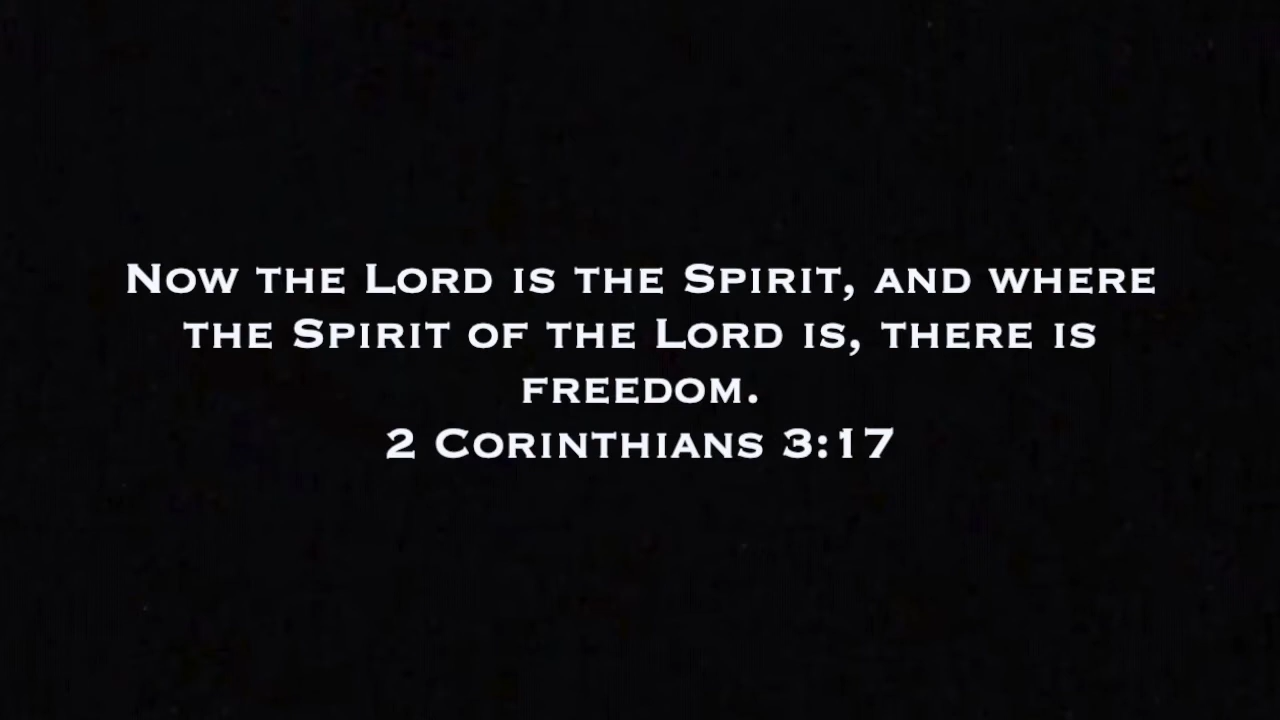 Now the Lord is the Spirit, and where
the Spirit of the Lord is, there is
freedom.
2 Corinthians 3:17